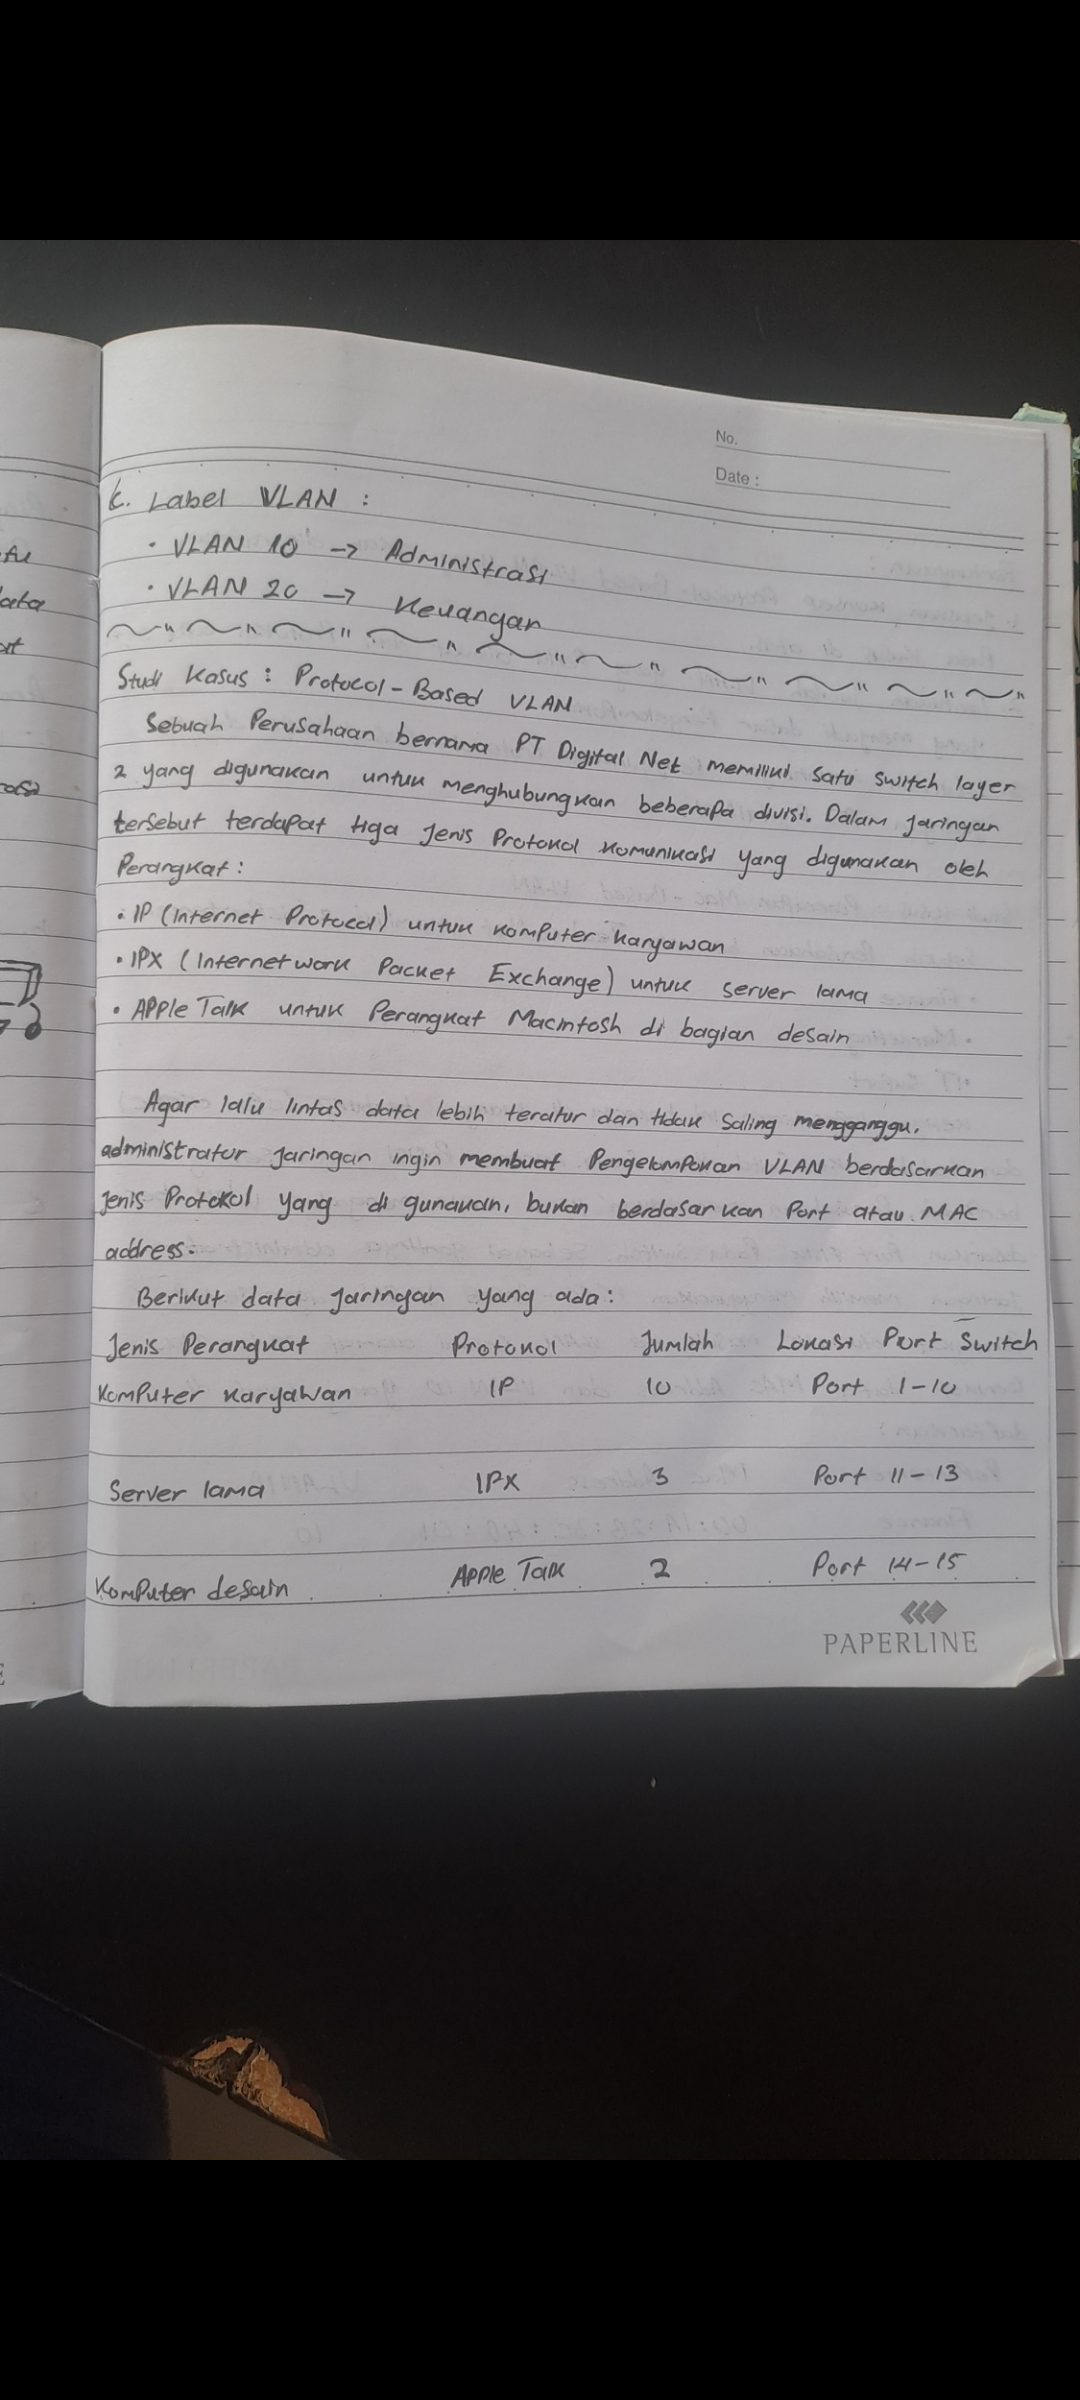 No.
Date :
C. Label VLAN :
• VLAN 10 → Administrasi
• VLAN 20 → Keuangan
Studi Kasus : Protocol-Based VLAN
Sebuah Perusahaan bernama PT Digital Net memiliki satu switch layer
2 yang digunakan untuk menghubungkan beberapa divisi. Dalam jaringan
tersebut terdapat tiga jenis Protokol komunikasi yang digunakan oleh
Perangkat :
• IP (Internet Protocol) untuk komputer karyawan
• IPX (Internetwork Packet Exchange) untuk server lama
• Apple Talk untuk Perangkat Macintosh di bagian desain
Agar lalu lintas data lebih teratur dan tidak saling mengganggu.
administrator jaringan ingin membuat Pengelompokan VLAN berdasarkan
jenis Protokol yang di gunakan, bukan berdasarkan Port atau MAC
address.
Berikut data jaringan yang ada :
Jenis Perangkat Protokol Jumlah Lokasi Port Switch
Komputer karyawan IP 10 Port 1-10
Server lama IPX 3 Port 11-13
Komputer desain Apple Talk 2 Port 14-15
PAPERLINE